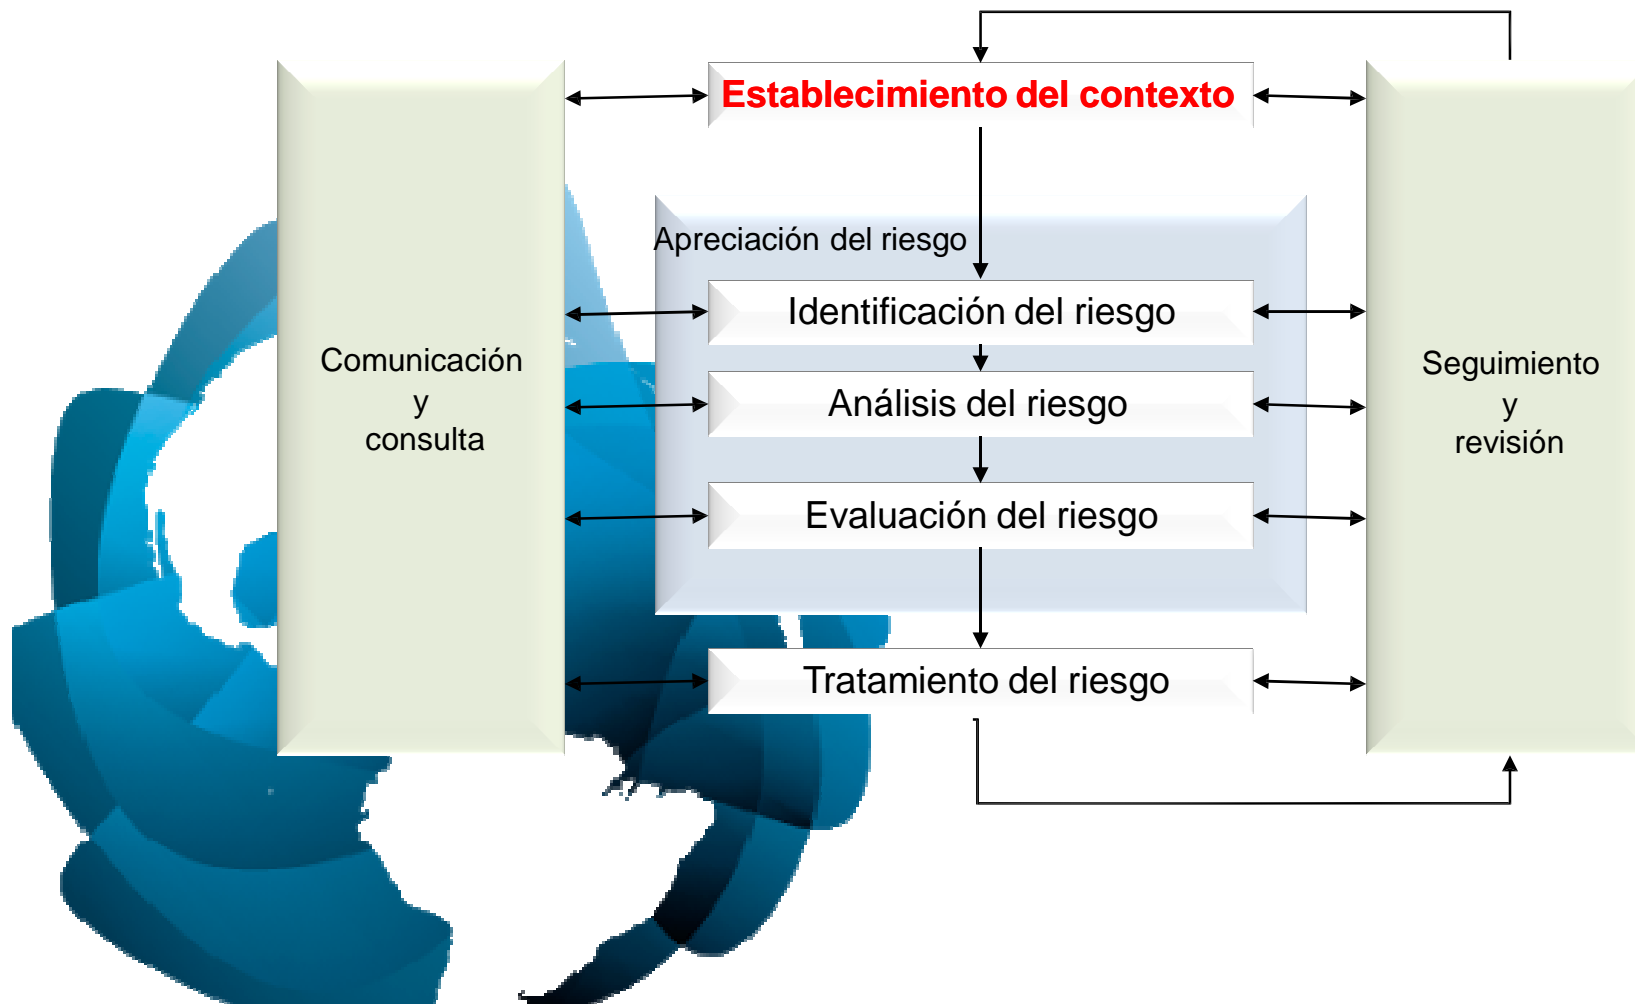 Establecimiento del contexto
Apreciación del riesgo
Identificación del riesgo
Análisis del riesgo
Evaluación del riesgo
Tratamiento del riesgo
Comunicación
y
consulta
Seguimiento
y
revisión